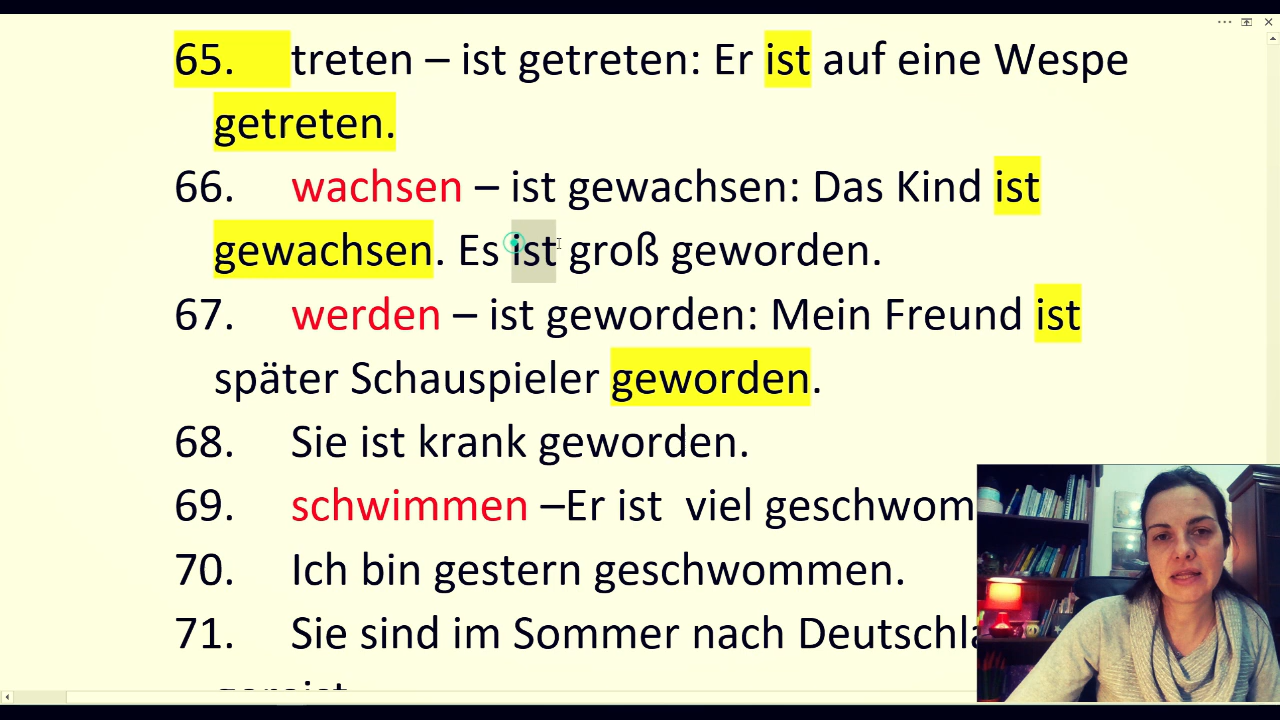 65. treten – ist getreten: Er ist auf eine Wespe
getreten.
66. wachsen – ist gewachsen: Das Kind ist
gewachsen. Es ist groß geworden.
67. werden – ist geworden: Mein Freund ist
später Schauspieler geworden.
68. Sie ist krank geworden.
69. schwimmen –Er ist viel geschwom
70. Ich bin gestern geschwommen.
71. Sie sind im Sommer nach Deutschla